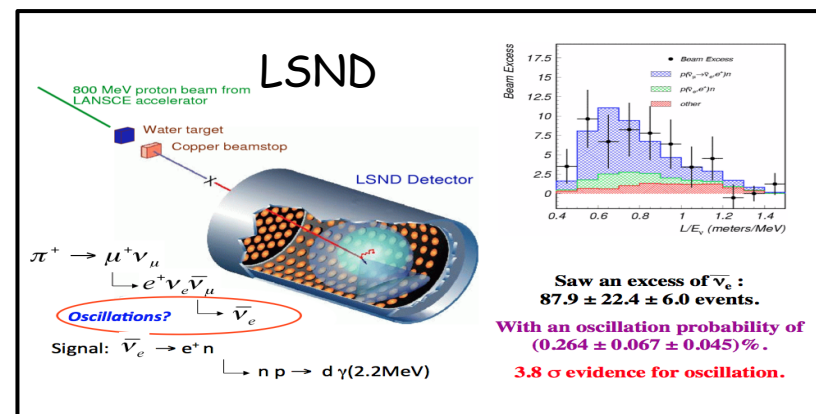 LSND
800 MeV proton beam from
LANSCE accelerator
Water target
Copper beamstop
LSND Detector
π⁺ → μ⁺ν_μ
e⁺ν_e ν̄_μ
Oscillations?
ν̄_e
Signal: ν̄_e → e⁺ n
n p → d γ(2.2MeV)
Beam Excess
17.5
15
12.5
10
7.5
5
2.5
0
Beam Excess
p(ν̄_μ→ν̄_e,e⁺)n
p(ν̄_e,e⁺)n
other
0.4 0.6 0.8 1 1.2 1.4
L/E_ν (meters/MeV)
Saw an excess of ν̄_e :
87.9 ± 22.4 ± 6.0 events.
With an oscillation probability of
(0.264 ± 0.067 ± 0.045)%.
3.8 σ evidence for oscillation.